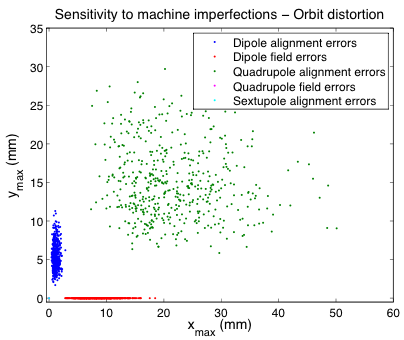 Sensitivity to machine imperfections – Orbit distortion
35
30
25
20
15
10
5
0
y_max (mm)
Dipole alignment errors
Dipole field errors
Quadrupole alignment errors
Quadrupole field errors
Sextupole alignment errors
0 10 20 30 40 50 60
x_max (mm)